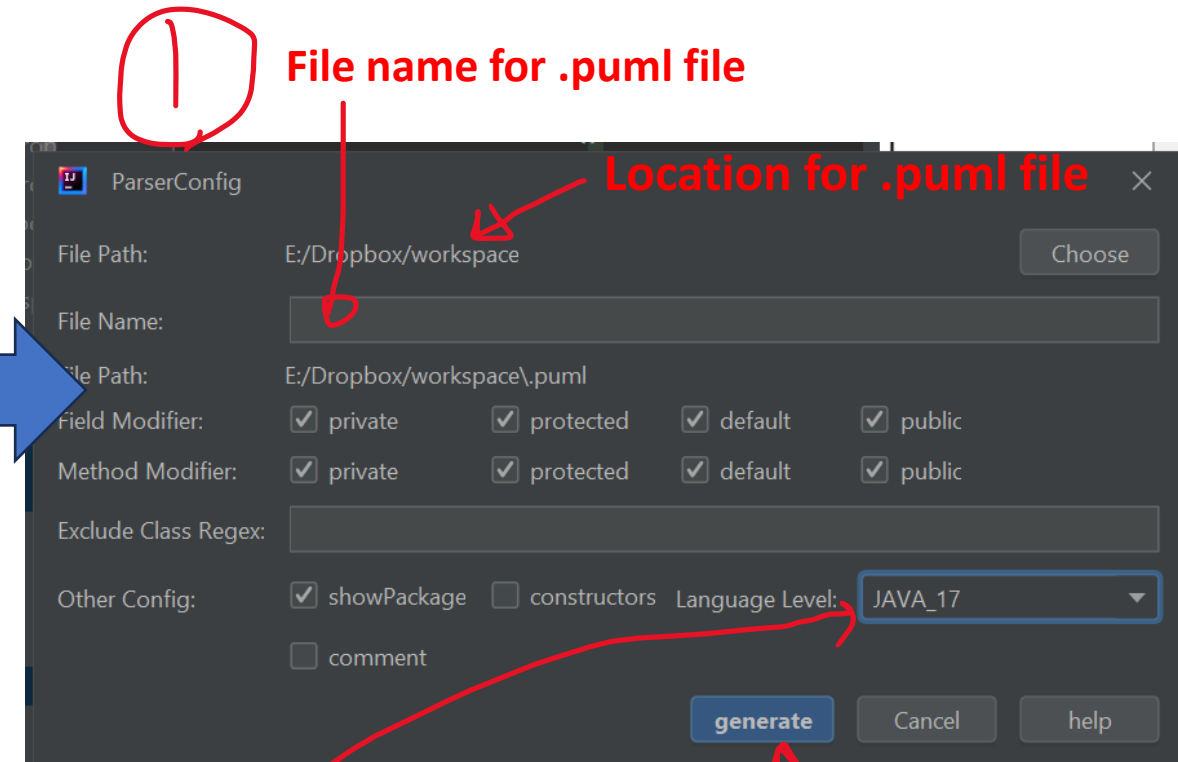 1
File name for .puml file
Location for .puml file
ParserConfig
File Path: E:/Dropbox/workspace Choose
File Name:
File Path: E:/Dropbox/workspace\.puml
Field Modifier: private protected default public
Method Modifier: private protected default public
Exclude Class Regex:
Other Config: showPackage constructors Language Level: JAVA_17
comment
generate Cancel help